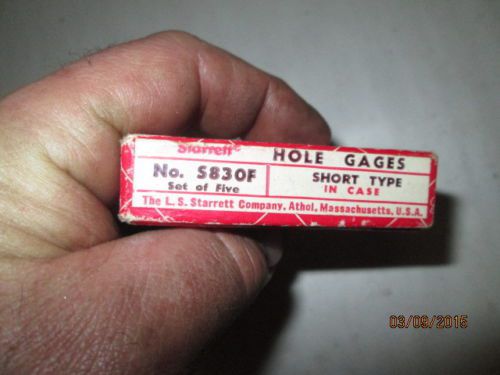 Starrett
HOLE GAGES
No. S830F
Set of Five
SHORT TYPE
IN CASE
The L. S. Starrett Company, Athol, Massachusetts, U.S.A.
03/09/2015